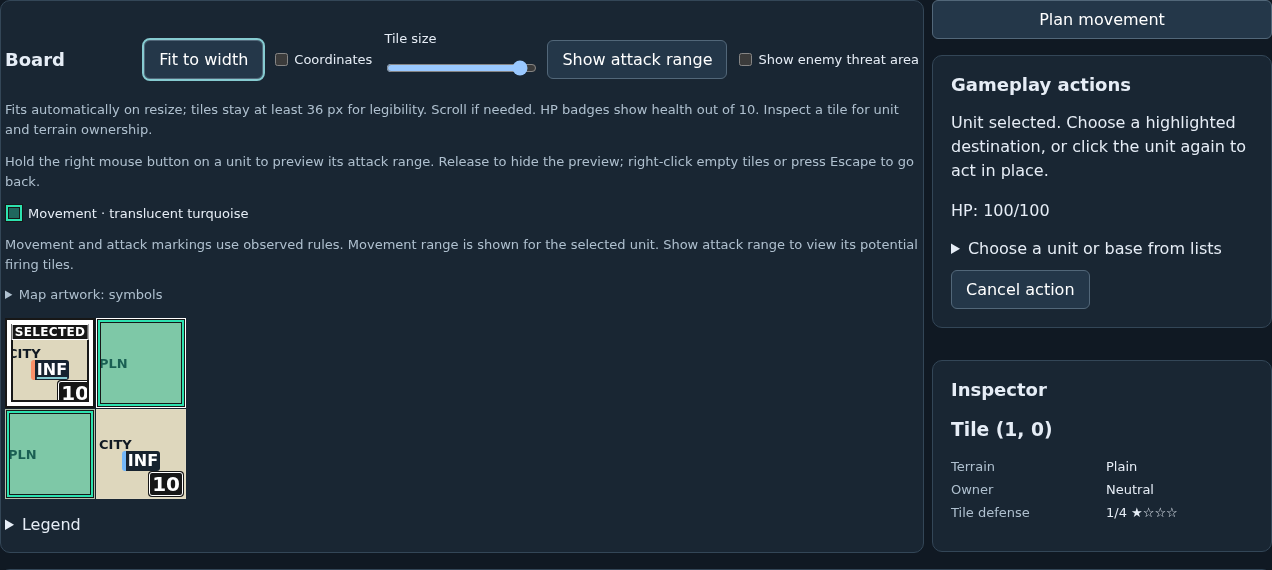 Board
Fit to width
Coordinates
Tile size
Show attack range
Show enemy threat area
Fits automatically on resize; tiles stay at least 36 px for legibility. Scroll if needed. HP badges show health out of 10. Inspect a tile for unit
and terrain ownership.
Hold the right mouse button on a unit to preview its attack range. Release to hide the preview; right-click empty tiles or press Escape to go
back.
Movement · translucent turquoise
Movement and attack markings use observed rules. Movement range is shown for the selected unit. Show attack range to view its potential
firing tiles.
Map artwork: symbols
SELECTED
CITY
INF
10
PLN
PLN
CITY
INF
10
Legend
Plan movement
Gameplay actions
Unit selected. Choose a highlighted
destination, or click the unit again to
act in place.
HP: 100/100
Choose a unit or base from lists
Cancel action
Inspector
Tile (1, 0)
Terrain Plain
Owner Neutral
Tile defense 1/4 ★☆☆☆